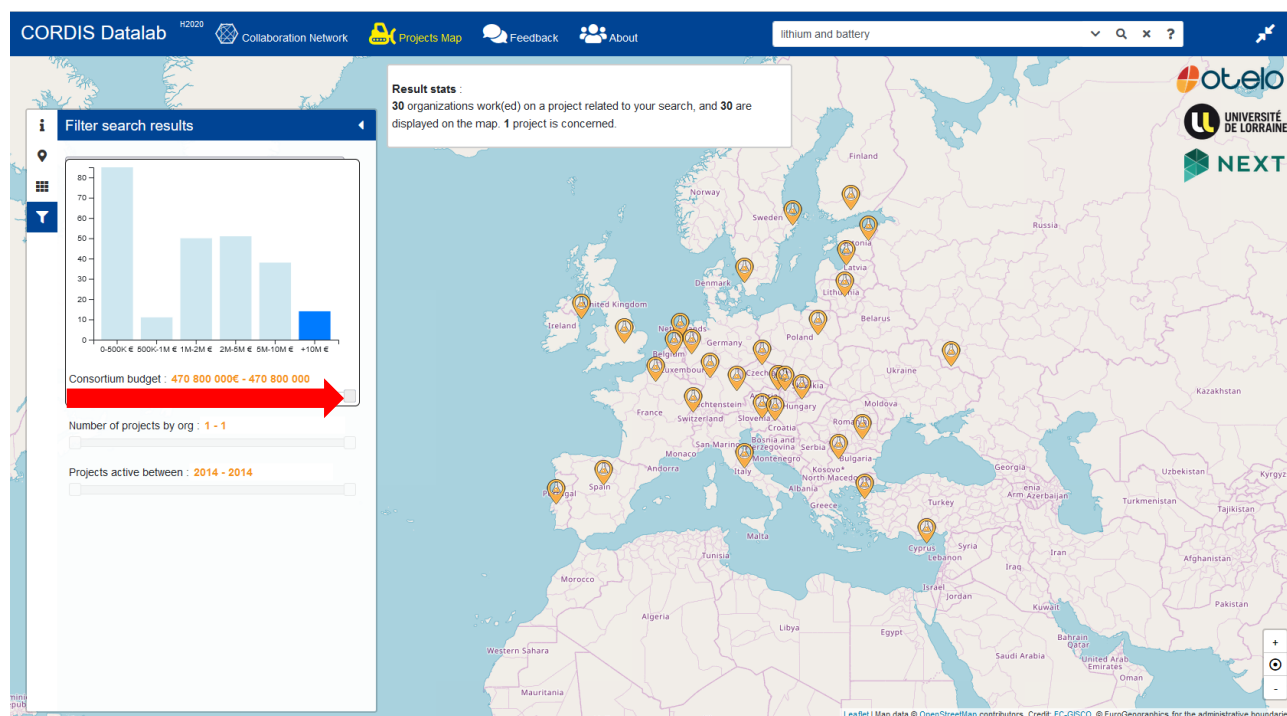 CORDIS Datalab H2020 Collaboration Network Projects Map Feedback About lithium and battery ?
otelo
UNIVERSITÉ
DE LORRAINE
NEXT
Result stats :
30 organizations work(ed) on a project related to your search, and 30 are
displayed on the map. 1 project is concerned.
i Filter search results
80
70
60
50
40
30
20
10
0
0-500K € 500K-1M € 1M-2M € 2M-5M € 5M-10M € +10M €
Consortium budget : 470 800 000€ - 470 800 000
Number of projects by org : 1 - 1
Projects active between : 2014 - 2014
Finland
Norway
Sweden
Russia
Estonia
Latvia
Denmark
Lithuania
United Kingdom
Ireland
Netherlands
Belarus
Poland
Germany
Belgium
Luxembourg
Czech
Ukraine
Kazakhstan
Liechtenstein
Hungary
Moldova
France
Switzerland
Slovenia
Croatia
Romania
San Marino
Bosnia and
Herzegovina
Serbia
Monaco
Montenegro
Bulgaria
Andorra
Italy
Kosovo*
North Macedonia
Georgia
Uzbekistan
Kyrgyz
Portugal
Spain
Albania
Armenia
Azerbaijan
Greece
Turkey
Turkmenistan
Tajikistan
Malta
Cyprus
Syria
Lebanon
Iran
Tunisia
Iraq
Afghanistan
Morocco
Israel
Jordan
Kuwait
Pakistan
Algeria
Libya
Egypt
Bahrain
Qatar
Western Sahara
Saudi Arabia
United Arab
Emirates
Oman
Mauritania
+
-
Leaflet | Map data © OpenStreetMap contributors, Credit: EC-GISCO, © EuroGeographics for the administrative boundaries